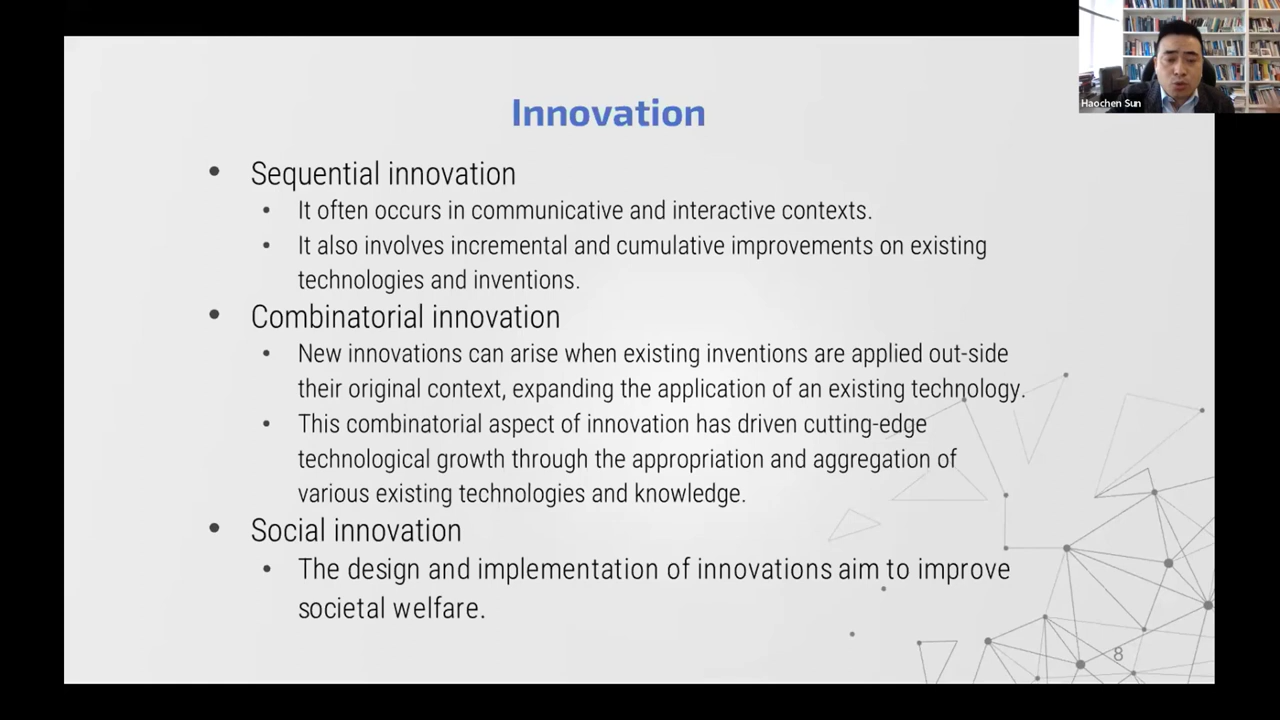 Haochen Sun
Innovation
• Sequential innovation
• It often occurs in communicative and interactive contexts.
• It also involves incremental and cumulative improvements on existing
technologies and inventions.
• Combinatorial innovation
• New innovations can arise when existing inventions are applied out-side
their original context, expanding the application of an existing technology.
• This combinatorial aspect of innovation has driven cutting-edge
technological growth through the appropriation and aggregation of
various existing technologies and knowledge.
• Social innovation
• The design and implementation of innovations aim to improve
societal welfare.
8